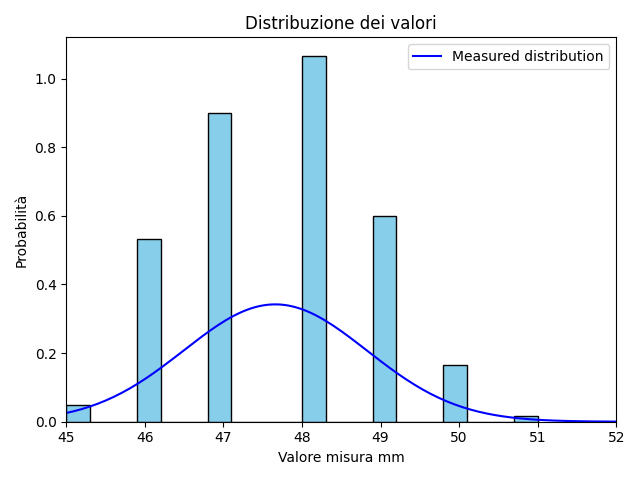 Distribuzione dei valori
Measured distribution
Probabilità
1.0
0.8
0.6
0.4
0.2
0.0
45 46 47 48 49 50 51 52
Valore misura mm